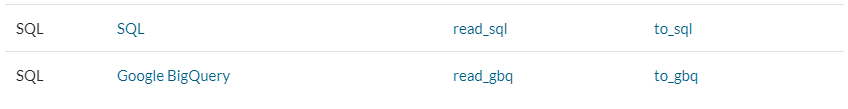 SQL SQL read_sql to_sql
SQL Google BigQuery read_gbq to_gbq